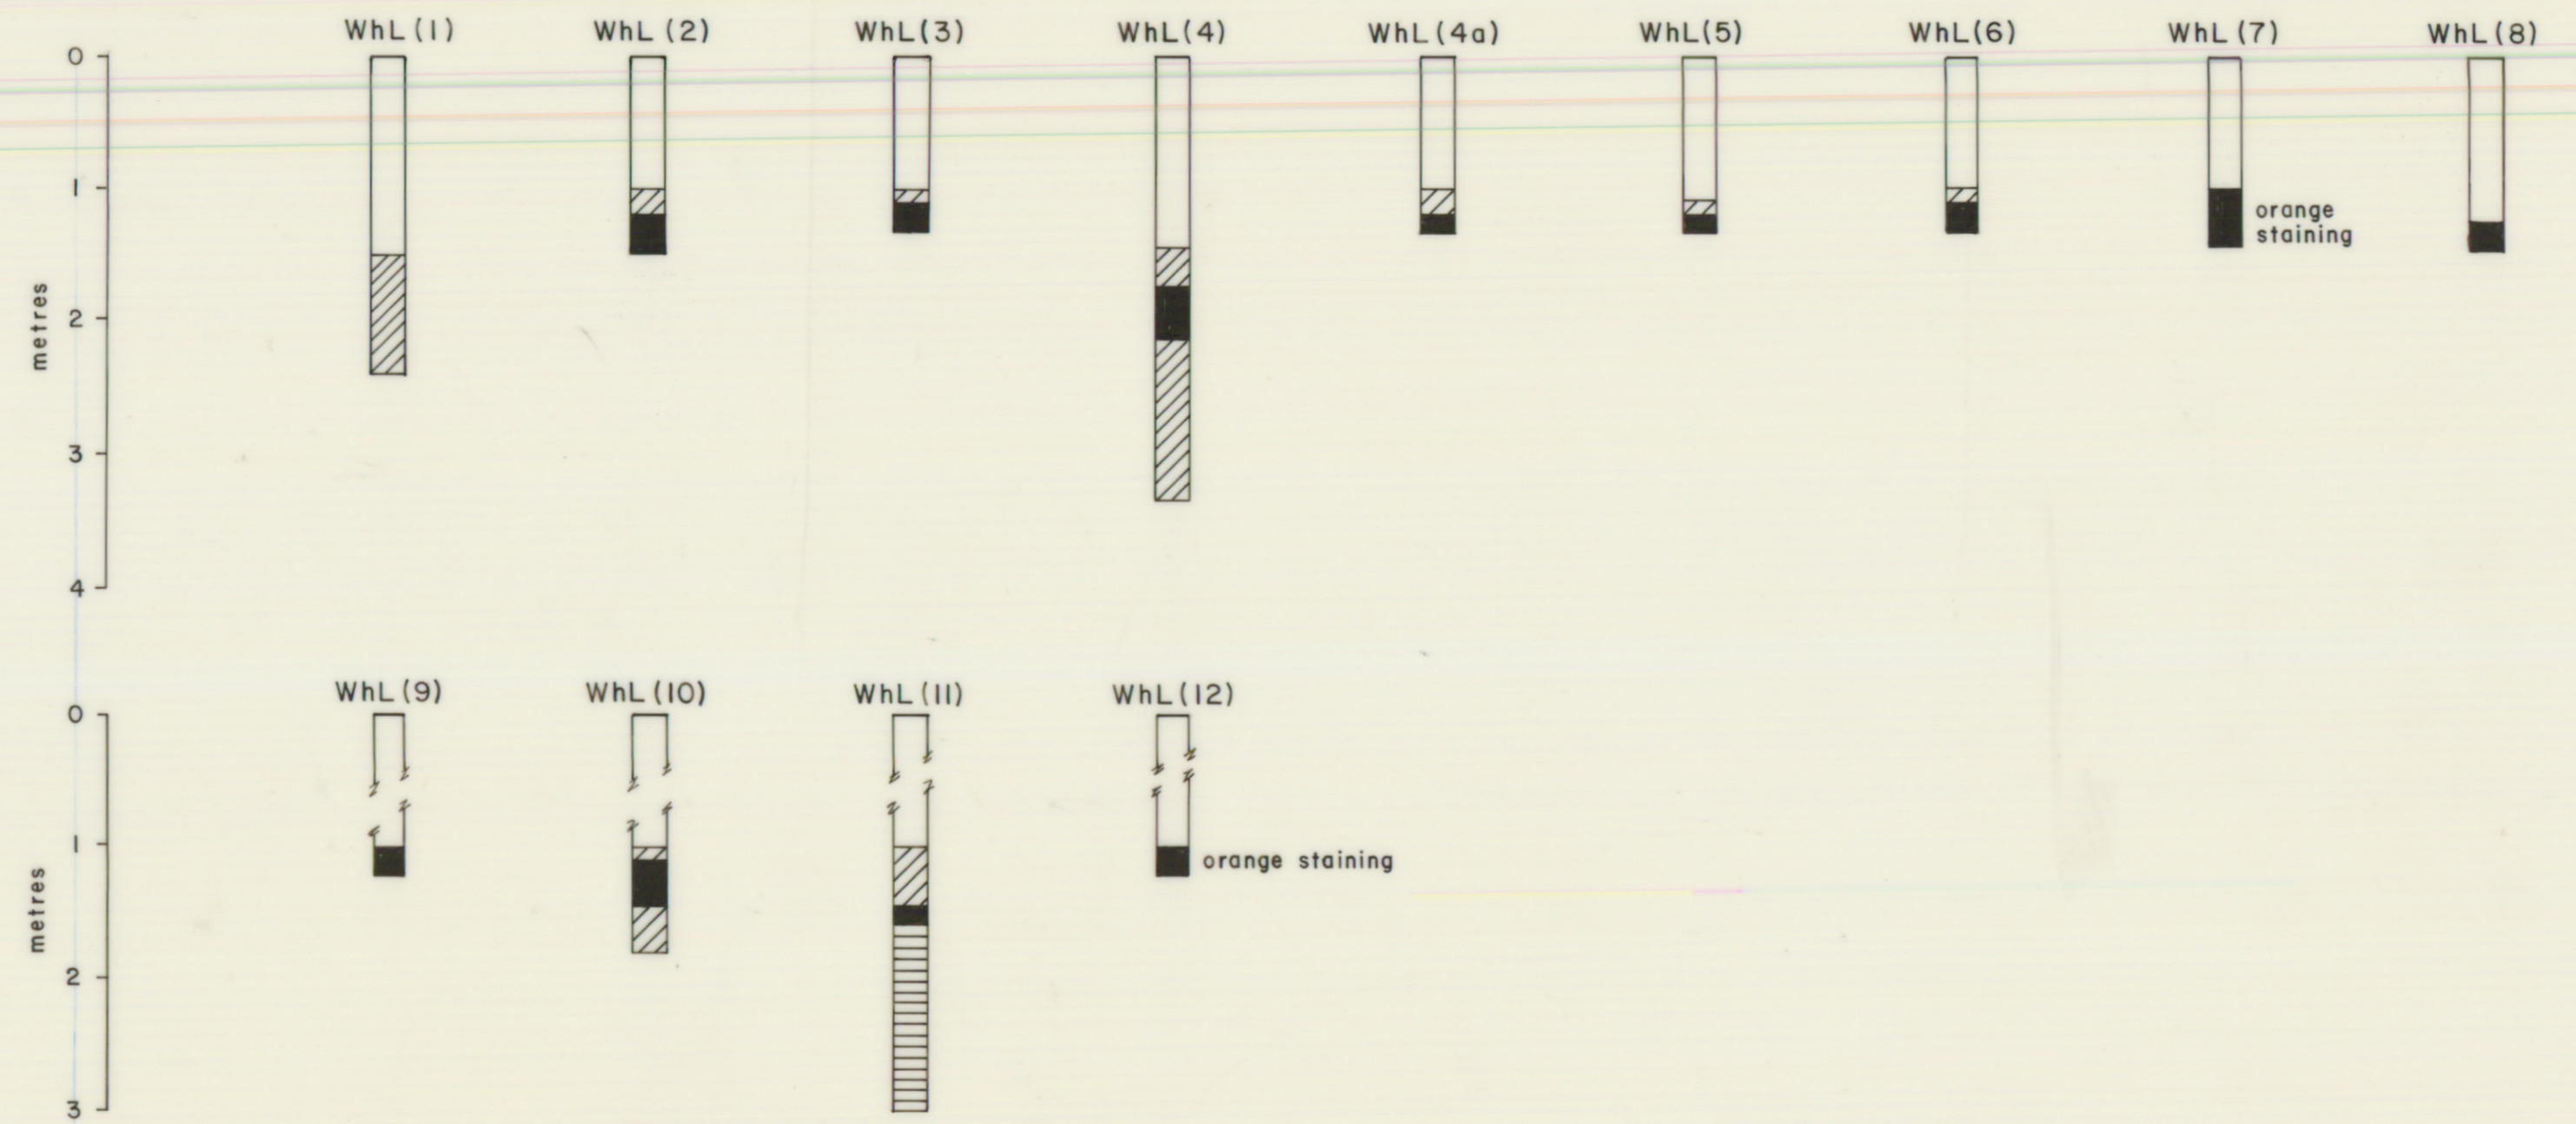 WhL(1) WhL(2) WhL(3) WhL(4) WhL(4a) WhL(5) WhL(6) WhL(7) WhL(8)
0
1
orange
staining
2
metres
3
4
WhL(9) WhL(10) WhL(11) WhL(12)
0
1
orange staining
metres
2
3